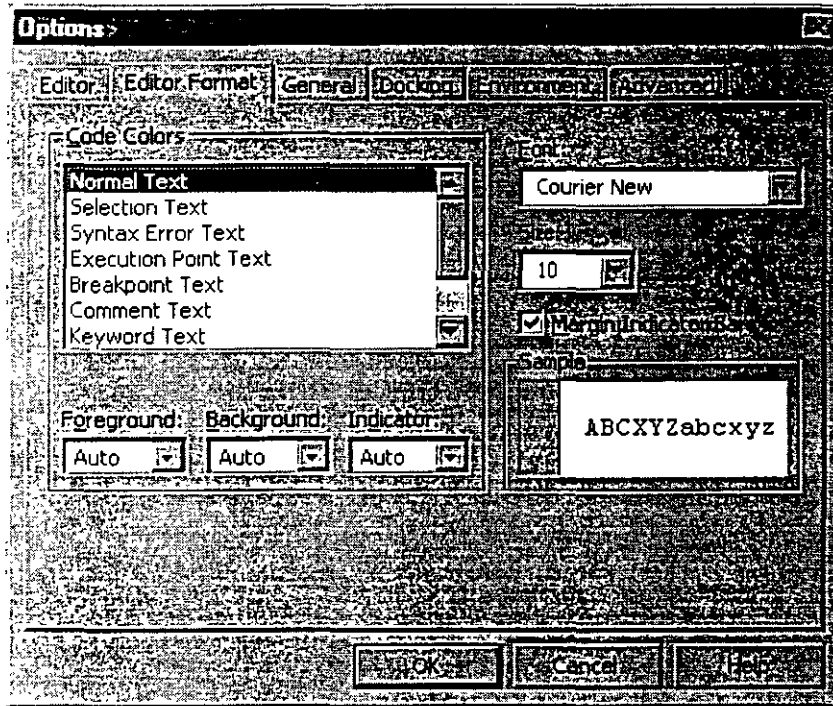 Options
Editor Editor Format General Docking Environment Advanced
Code Colors
Normal Text
Selection Text
Syntax Error Text
Execution Point Text
Breakpoint Text
Comment Text
Keyword Text
Foreground: Background: Indicator:
Auto Auto Auto
Font:
Courier New
Size:
10
Margin Indicator Bar
Sample
ABCXYZabcxyz
OK Cancel Help